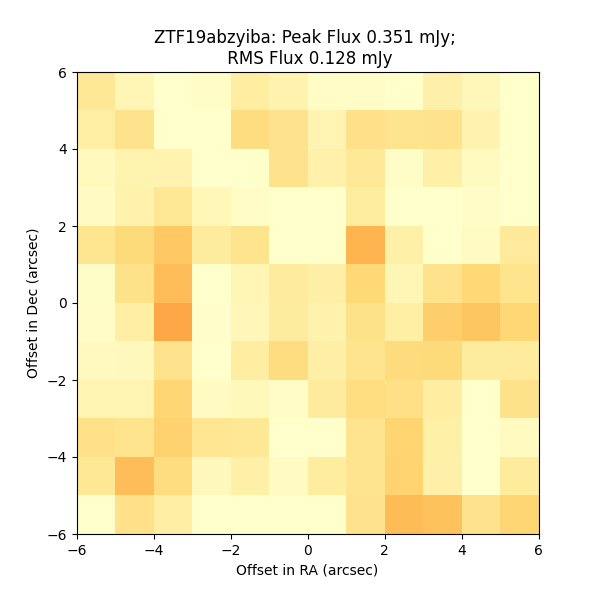 ZTF19abzyiba: Peak Flux 0.351 mJy;
RMS Flux 0.128 mJy
6
4
2
0
−2
−4
−6
Offset in Dec (arcsec)
−6 −4 −2 0 2 4 6
Offset in RA (arcsec)